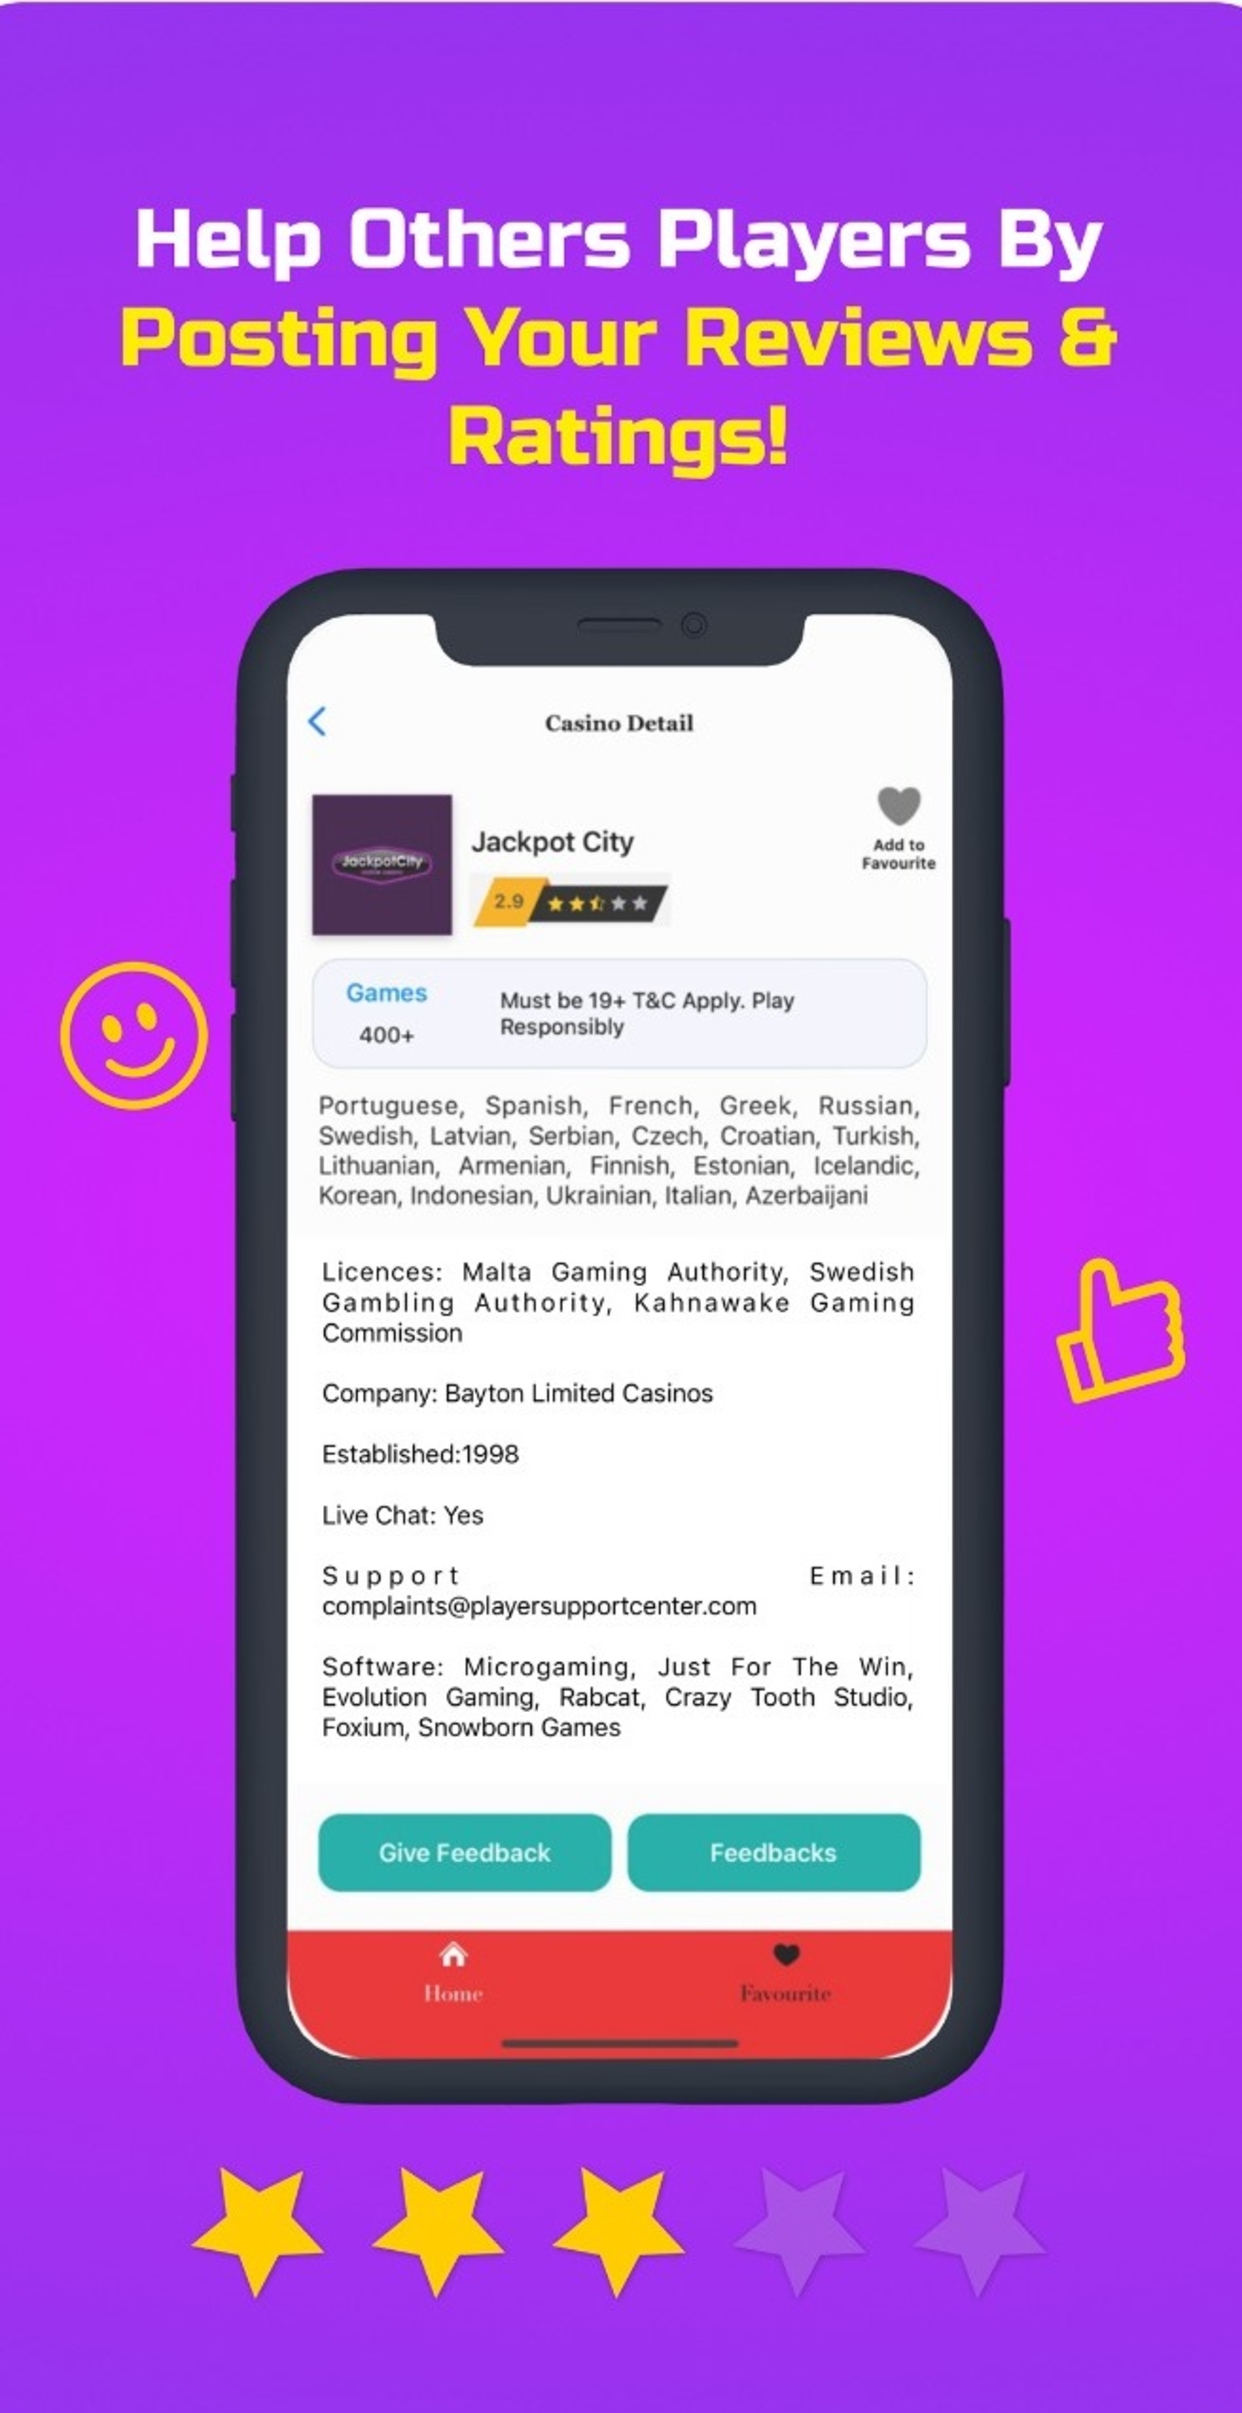 Help Others Players By
Posting Your Reviews &
Ratings!
Casino Detail
JackpotCity
Jackpot City
2.9
Add to
Favourite
Games
400+
Must be 19+ T&C Apply. Play
Responsibly
Portuguese, Spanish, French, Greek, Russian,
Swedish, Latvian, Serbian, Czech, Croatian, Turkish,
Lithuanian, Armenian, Finnish, Estonian, Icelandic,
Korean, Indonesian, Ukrainian, Italian, Azerbaijani
Licences: Malta Gaming Authority, Swedish
Gambling Authority, Kahnawake Gaming
Commission
Company: Bayton Limited Casinos
Established:1998
Live Chat: Yes
Support Email:
complaints@playersupportcenter.com
Software: Microgaming, Just For The Win,
Evolution Gaming, Rabcat, Crazy Tooth Studio,
Foxium, Snowborn Games
Give Feedback
Feedbacks
Home
Favourite